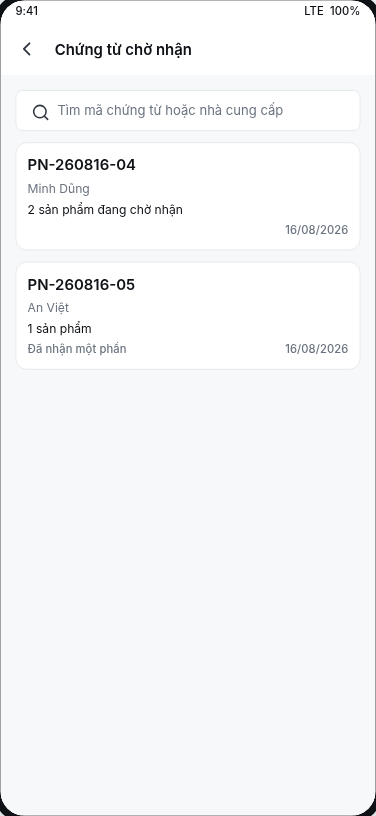 9:41 LTE 100%
Chứng từ chờ nhận
Tìm mã chứng từ hoặc nhà cung cấp
PN-260816-04
Minh Dũng
2 sản phẩm đang chờ nhận
16/08/2026
PN-260816-05
An Việt
1 sản phẩm
Đã nhận một phần 16/08/2026